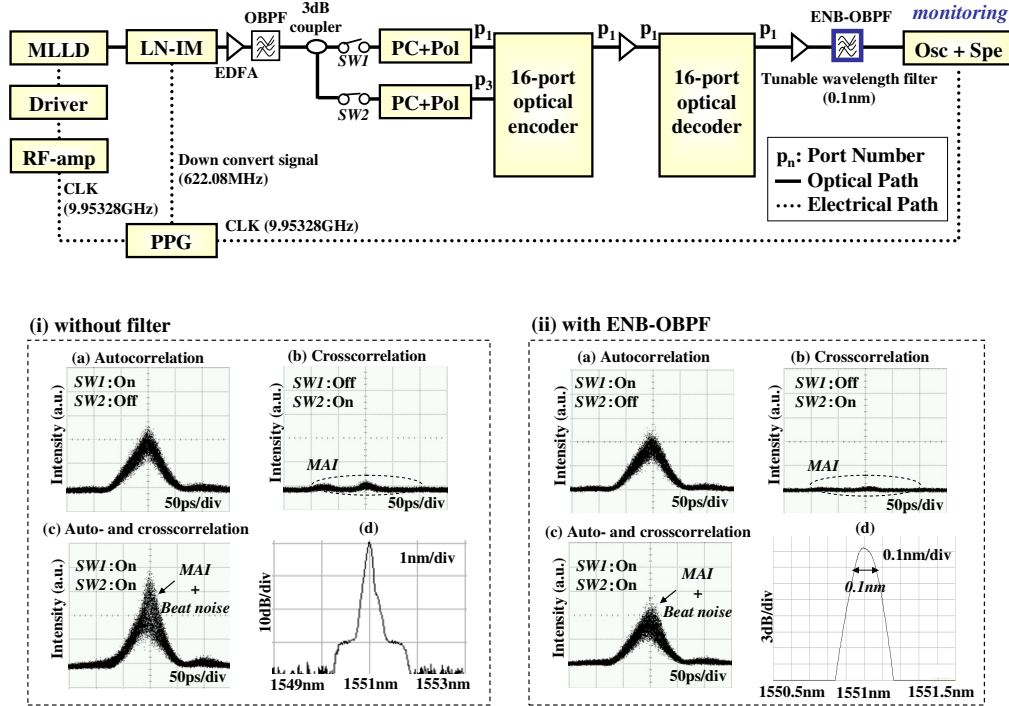 MLLD
LN-IM
EDFA
OBPF
3dB
coupler
SW1
SW2
PC+Pol
PC+Pol
p1
p3
16-port
optical
encoder
p1
p1
16-port
optical
decoder
p1
ENB-OBPF
Tunable wavelength filter
(0.1nm)
monitoring
Osc + Spe
Driver
RF-amp
CLK
(9.95328GHz)
Down convert signal
(622.08MHz)
PPG
CLK (9.95328GHz)
pn: Port Number
Optical Path
Electrical Path
(i) without filter
(a) Autocorrelation
Intensity (a.u.)
SW1:On
SW2:Off
50ps/div
(b) Crosscorrelation
Intensity (a.u.)
SW1:Off
SW2:On
MAI
50ps/div
(c) Auto- and crosscorrelation
Intensity (a.u.)
SW1:On
SW2:On
MAI
+
Beat noise
50ps/div
(d)
10dB/div
1nm/div
1549nm
1551nm
1553nm
(ii) with ENB-OBPF
(a) Autocorrelation
Intensity (a.u.)
SW1:On
SW2:Off
50ps/div
(b) Crosscorrelation
Intensity (a.u.)
SW1:Off
SW2:On
MAI
50ps/div
(c) Auto- and crosscorrelation
Intensity (a.u.)
SW1:On
SW2:On
MAI
+
Beat noise
50ps/div
(d)
3dB/div
0.1nm/div
0.1nm
1550.5nm
1551nm
1551.5nm